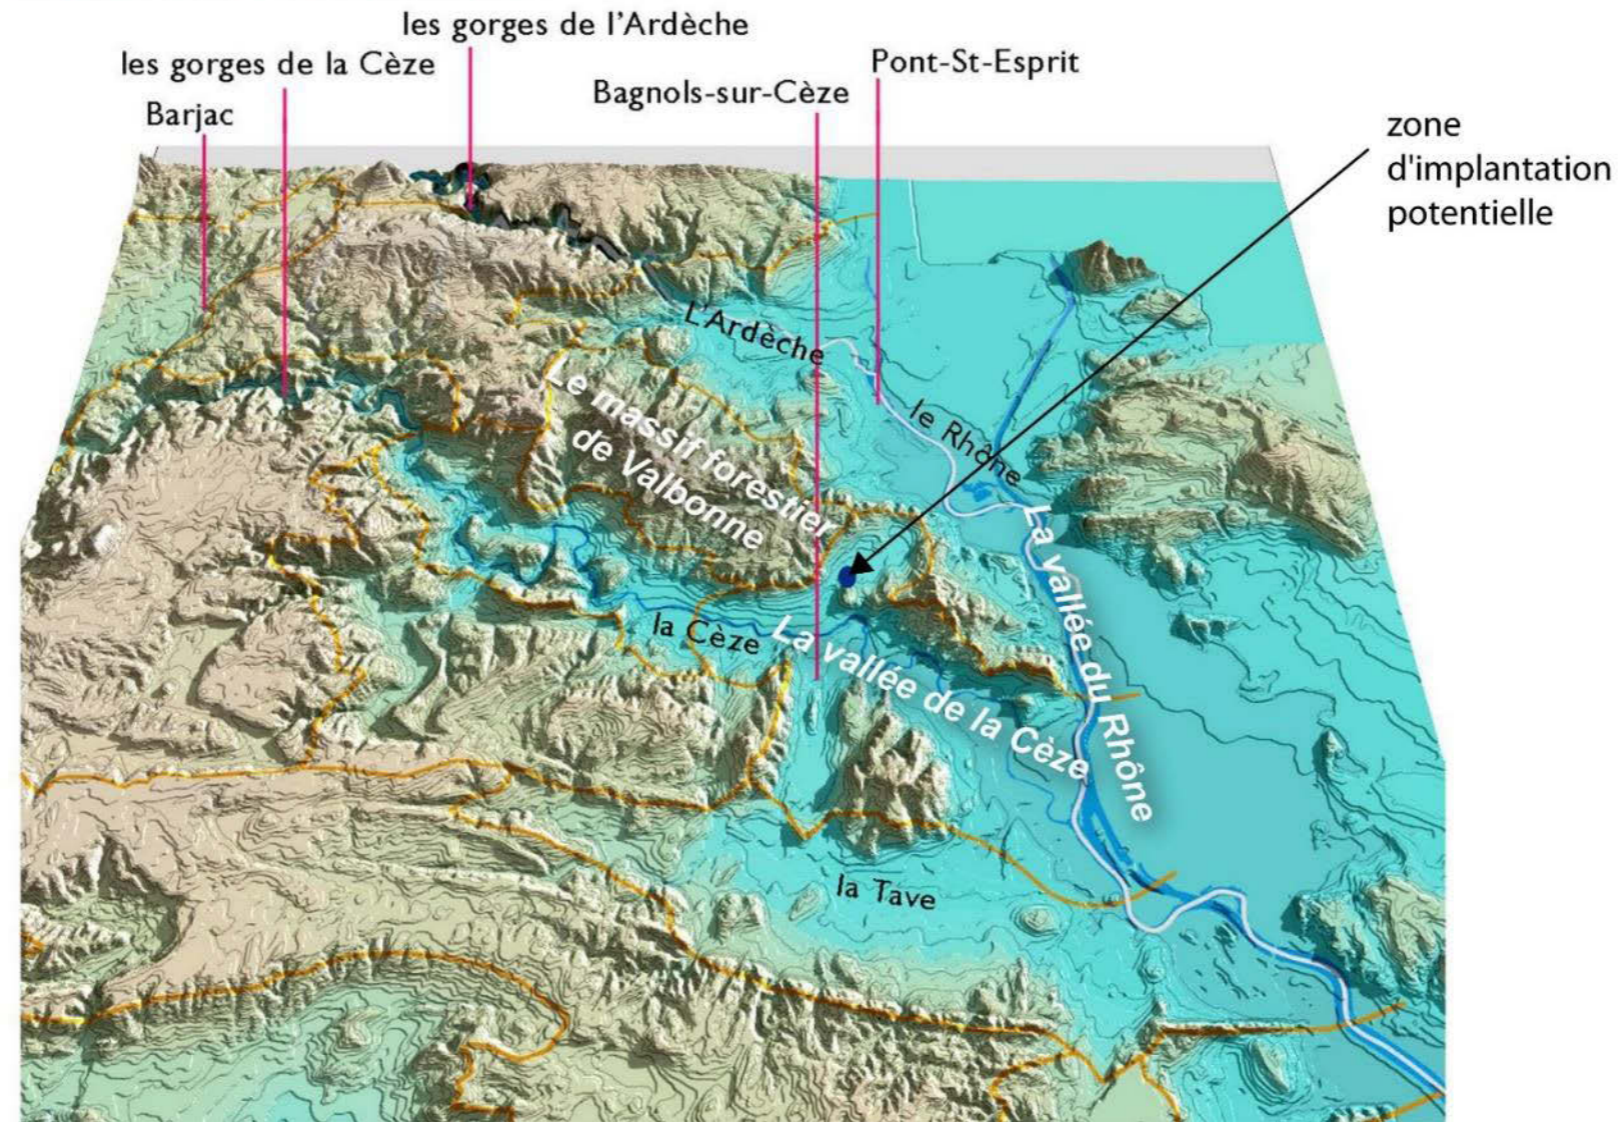 les gorges de l'Ardèche
les gorges de la Cèze
Pont-St-Esprit
Bagnols-sur-Cèze
Barjac
zone
d'implantation
potentielle
L'Ardèche
le Rhône
Le massif forestier
de Valbonne
La vallée du Rhône
la Cèze
La vallée de la Cèze
la Tave